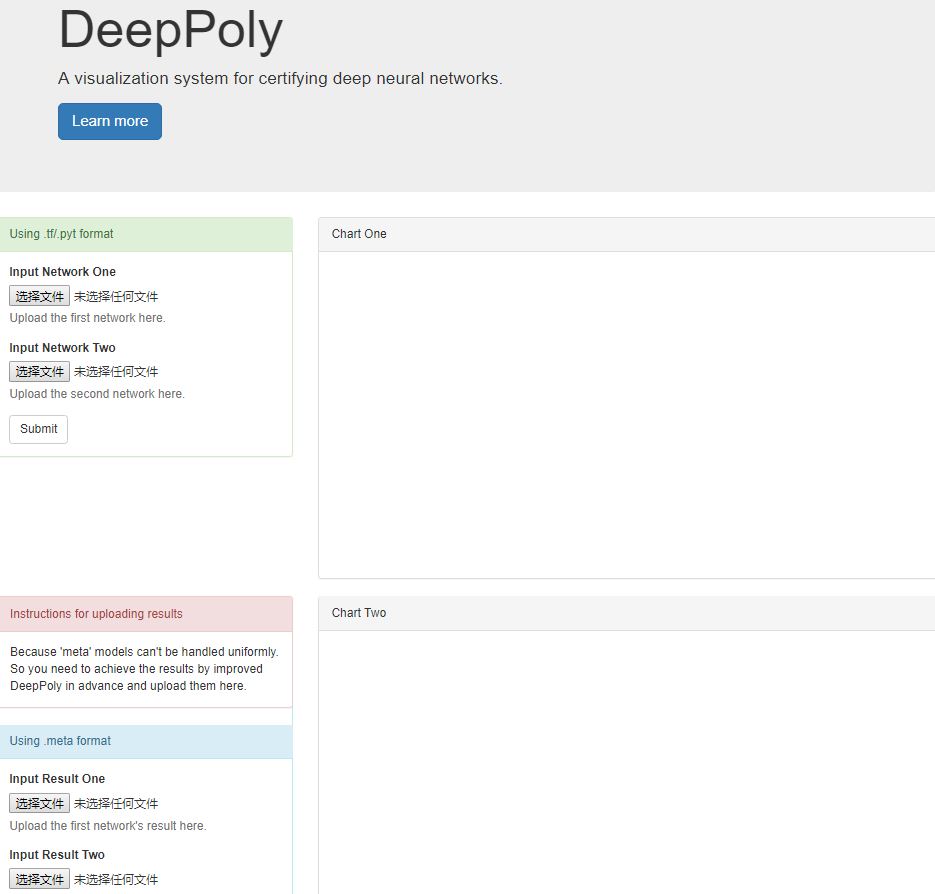 DeepPoly
A visualization system for certifying deep neural networks.
Learn more
Using .tf/.pyt format
Input Network One
选择文件 未选择任何文件
Upload the first network here.
Input Network Two
选择文件 未选择任何文件
Upload the second network here.
Submit
Chart One
Instructions for uploading results
Because 'meta' models can't be handled uniformly.
So you need to achieve the results by improved
DeepPoly in advance and upload them here.
Using .meta format
Input Result One
选择文件 未选择任何文件
Upload the first network's result here.
Input Result Two
选择文件 未选择任何文件
Chart Two